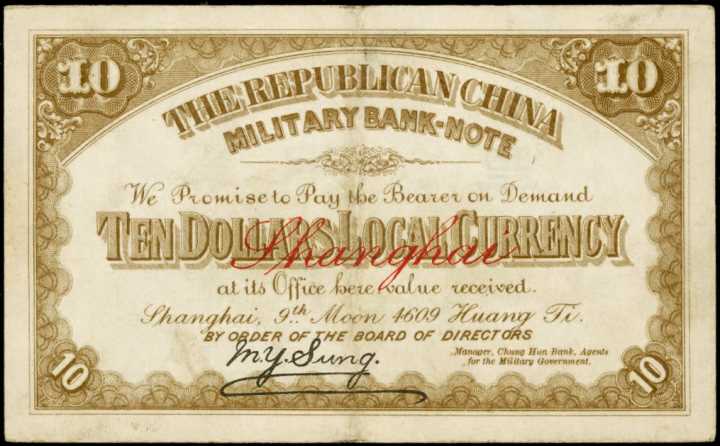 10 10
THE REPUBLICAN CHINA
MILITARY BANK-NOTE
We Promise to Pay the Bearer on Demand
TEN DOLLARS LOCAL CURRENCY
Shanghai
at its Office here value received.
Shanghai, 9th Moon 4609 Huang Ti.
BY ORDER OF THE BOARD OF DIRECTORS
M.Y. Sung.
Manager, Chung Hun Bank, Agents
for the Military Government.
10 10